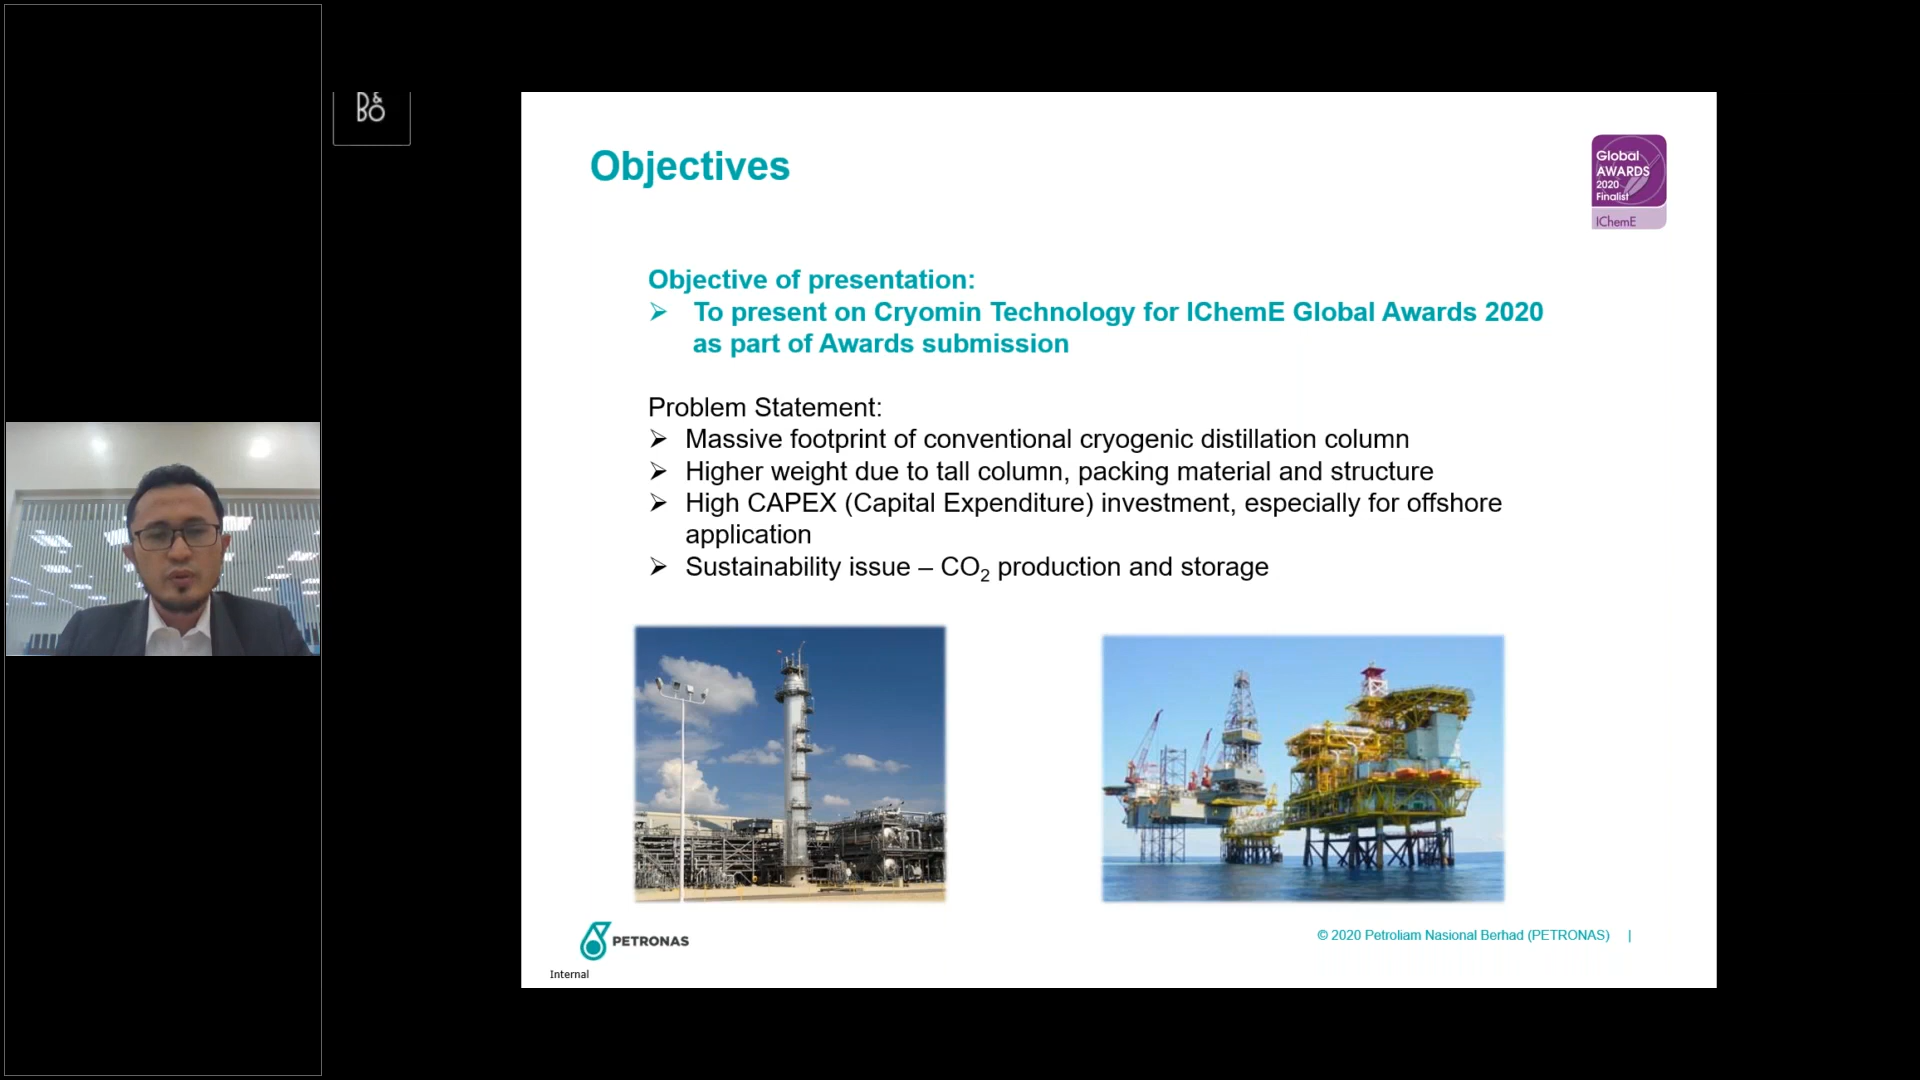 B&
BO
Objectives
Global
AWARDS
2020
Finalist
IChemE
Objective of presentation:
➢ To present on Cryomin Technology for IChemE Global Awards 2020
as part of Awards submission
Problem Statement:
➢ Massive footprint of conventional cryogenic distillation column
➢ Higher weight due to tall column, packing material and structure
➢ High CAPEX (Capital Expenditure) investment, especially for offshore
application
➢ Sustainability issue – CO₂ production and storage
PETRONAS
© 2020 Petroliam Nasional Berhad (PETRONAS) |
Internal